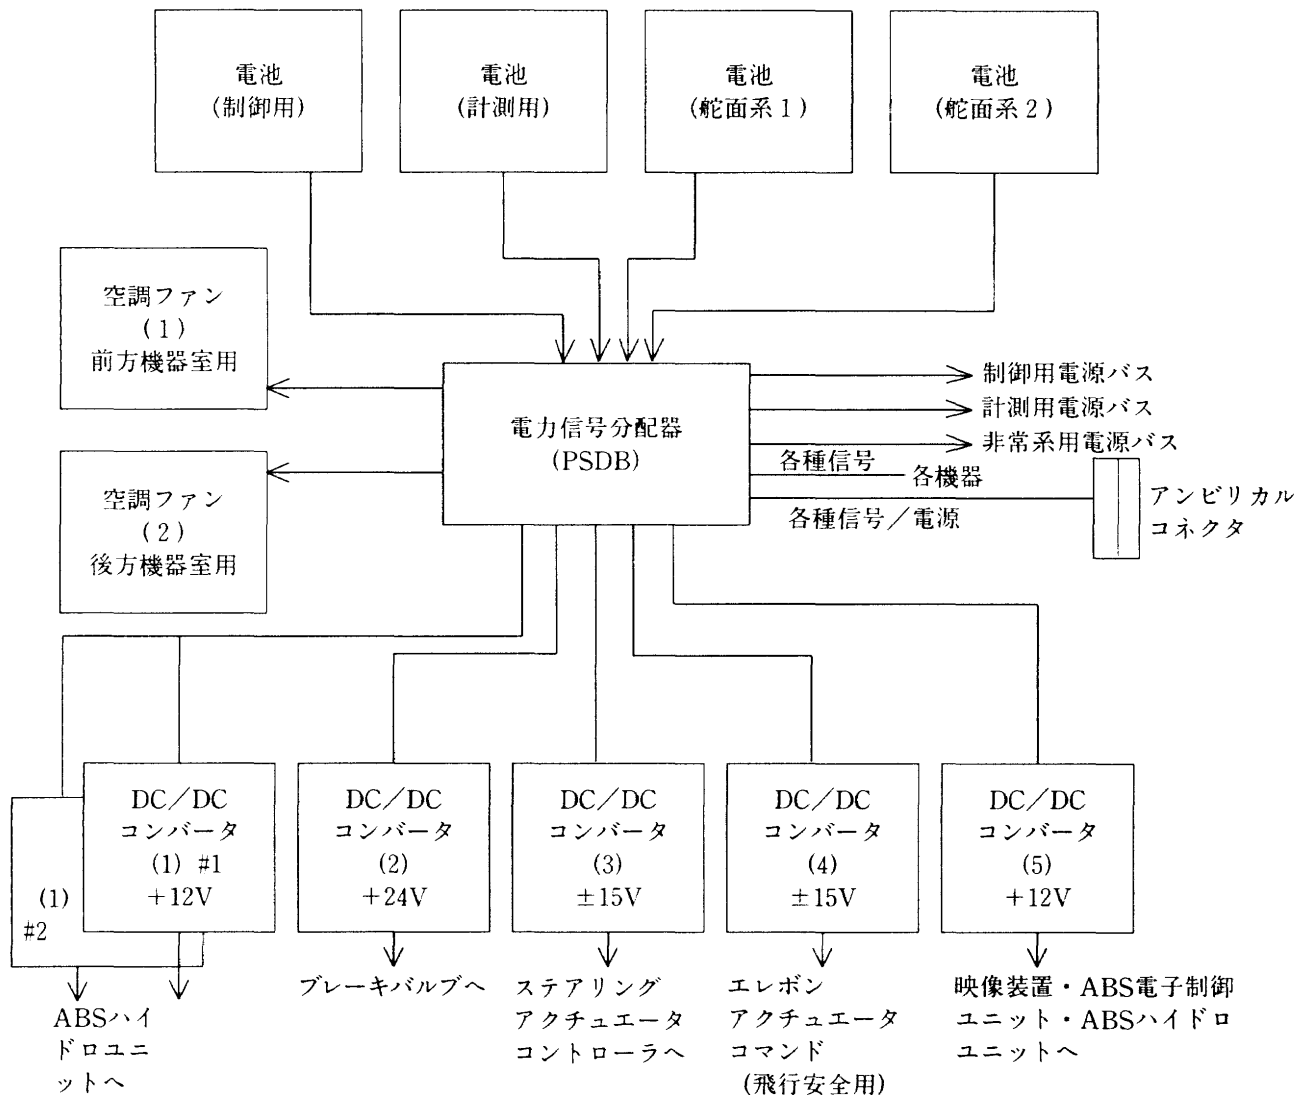 電池
(制御用)
電池
(計測用)
電池
(舵面系1)
電池
(舵面系2)
空調ファン
(1)
前方機器室用
空調ファン
(2)
後方機器室用
電力信号分配器
(PSDB)
制御用電源バス
計測用電源バス
非常系用電源バス
各種信号
各機器
各種信号／電源
アンビリカル
コネクタ
(1)
#2
DC／DC
コンバータ
(1) #1
+12V
DC／DC
コンバータ
(2)
+24V
DC／DC
コンバータ
(3)
±15V
DC／DC
コンバータ
(4)
±15V
DC／DC
コンバータ
(5)
+12V
ABSハイ
ドロユニ
ットへ
ブレーキバルブへ
ステアリング
アクチュエータ
コントローラへ
エレボン
アクチュエータ
コマンド
(飛行安全用)
映像装置・ABS電子制御
ユニット・ABSハイドロ
ユニットへ